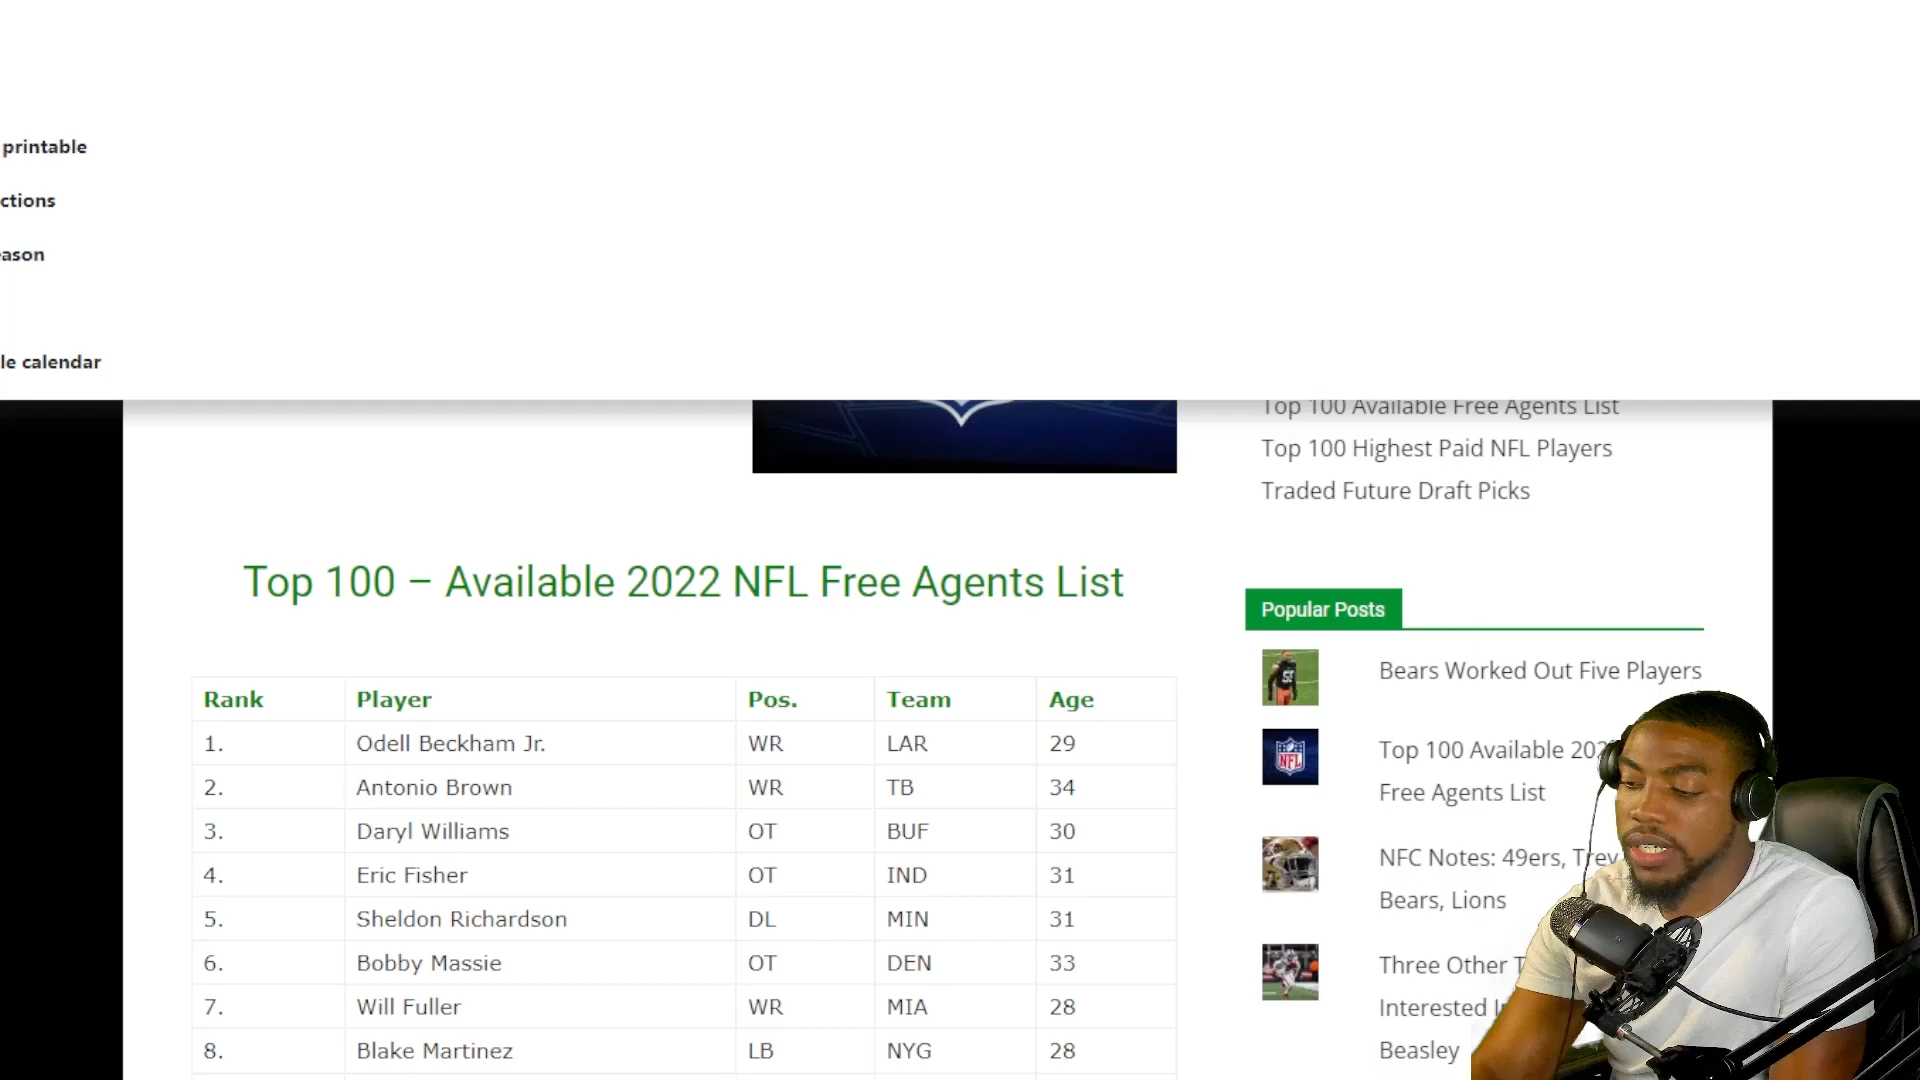 printable
ctions
eason
le calendar
Top 100 Available Free Agents List
Top 100 Highest Paid NFL Players
Traded Future Draft Picks
Top 100 – Available 2022 NFL Free Agents List
Rank Player Pos. Team Age
1. Odell Beckham Jr. WR LAR 29
2. Antonio Brown WR TB 34
3. Daryl Williams OT BUF 30
4. Eric Fisher OT IND 31
5. Sheldon Richardson DL MIN 31
6. Bobby Massie OT DEN 33
7. Will Fuller WR MIA 28
8. Blake Martinez LB NYG 28
Popular Posts
Bears Worked Out Five Players
Top 100 Available 202
NFL
Free Agents List
NFC Notes: 49ers, Trey
Bears, Lions
Three Other T
Interested I
Beasley